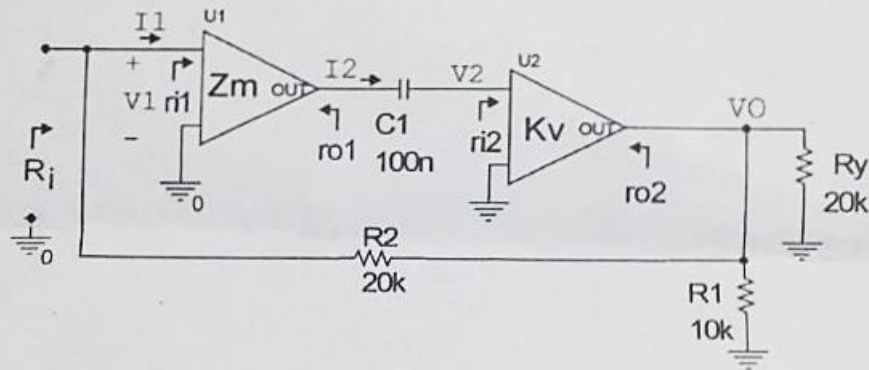 I1
U1
+
V1
-
ri1
Zm
OUT
I2
ro1
C1
100n
V2
U2
ri2
Kv
OUT
ro2
VO
Ry
20k
Ri
0
0
R2
20k
R1
10k